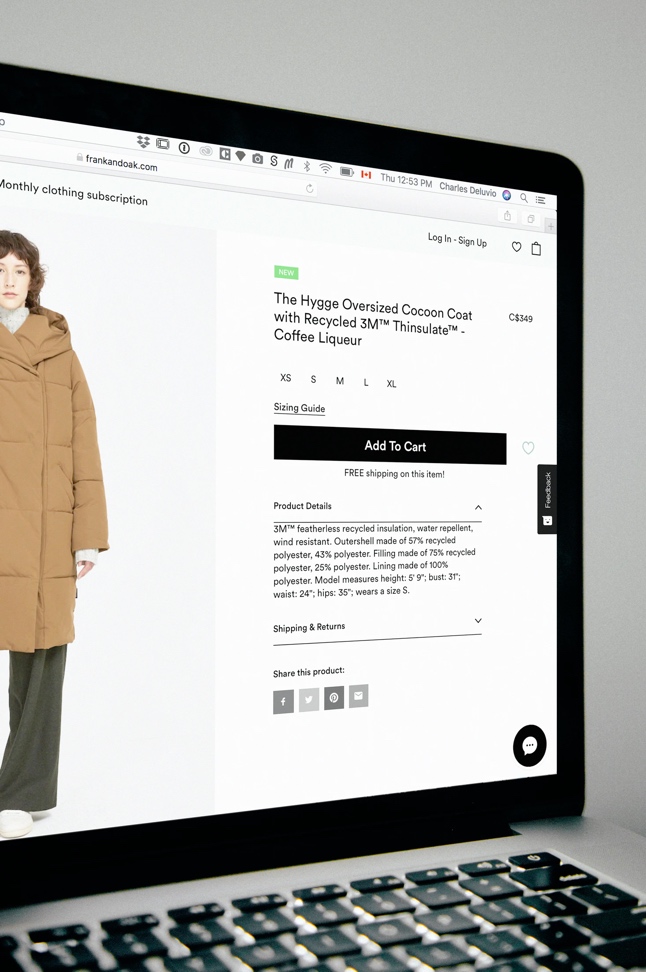 Thu 12:53 PM Charles Deluvio
frankandoak.com
Monthly clothing subscription
Log In - Sign Up
NEW
The Hygge Oversized Cocoon Coat
with Recycled 3M™ Thinsulate™ -
Coffee Liqueur
C$349
XS S M L XL
Sizing Guide
Add To Cart
FREE shipping on this item!
Feedback
Product Details
3M™ featherless recycled insulation, water repellent,
wind resistant. Outershell made of 57% recycled
polyester, 43% polyester. Filling made of 75% recycled
polyester, 25% polyester. Lining made of 100%
polyester. Model measures height: 5' 9"; bust: 31";
waist: 24"; hips: 35"; wears a size S.
Shipping & Returns
Share this product:
delete